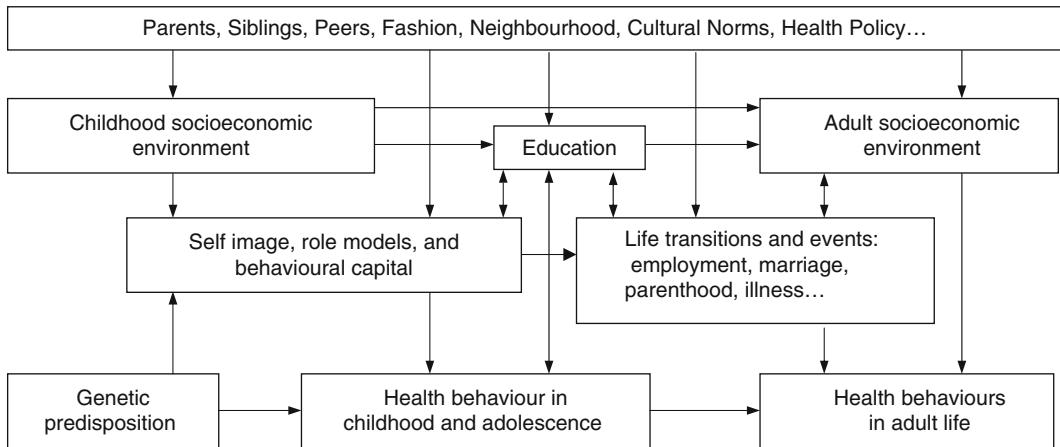 Parents, Siblings, Peers, Fashion, Neighbourhood, Cultural Norms, Health Policy…
Childhood socioeconomic
environment
Education
Adult socioeconomic
environment
Self image, role models, and
behavioural capital
Life transitions and events:
employment, marriage,
parenthood, illness…
Genetic
predisposition
Health behaviour in
childhood and adolescence
Health behaviours
in adult life